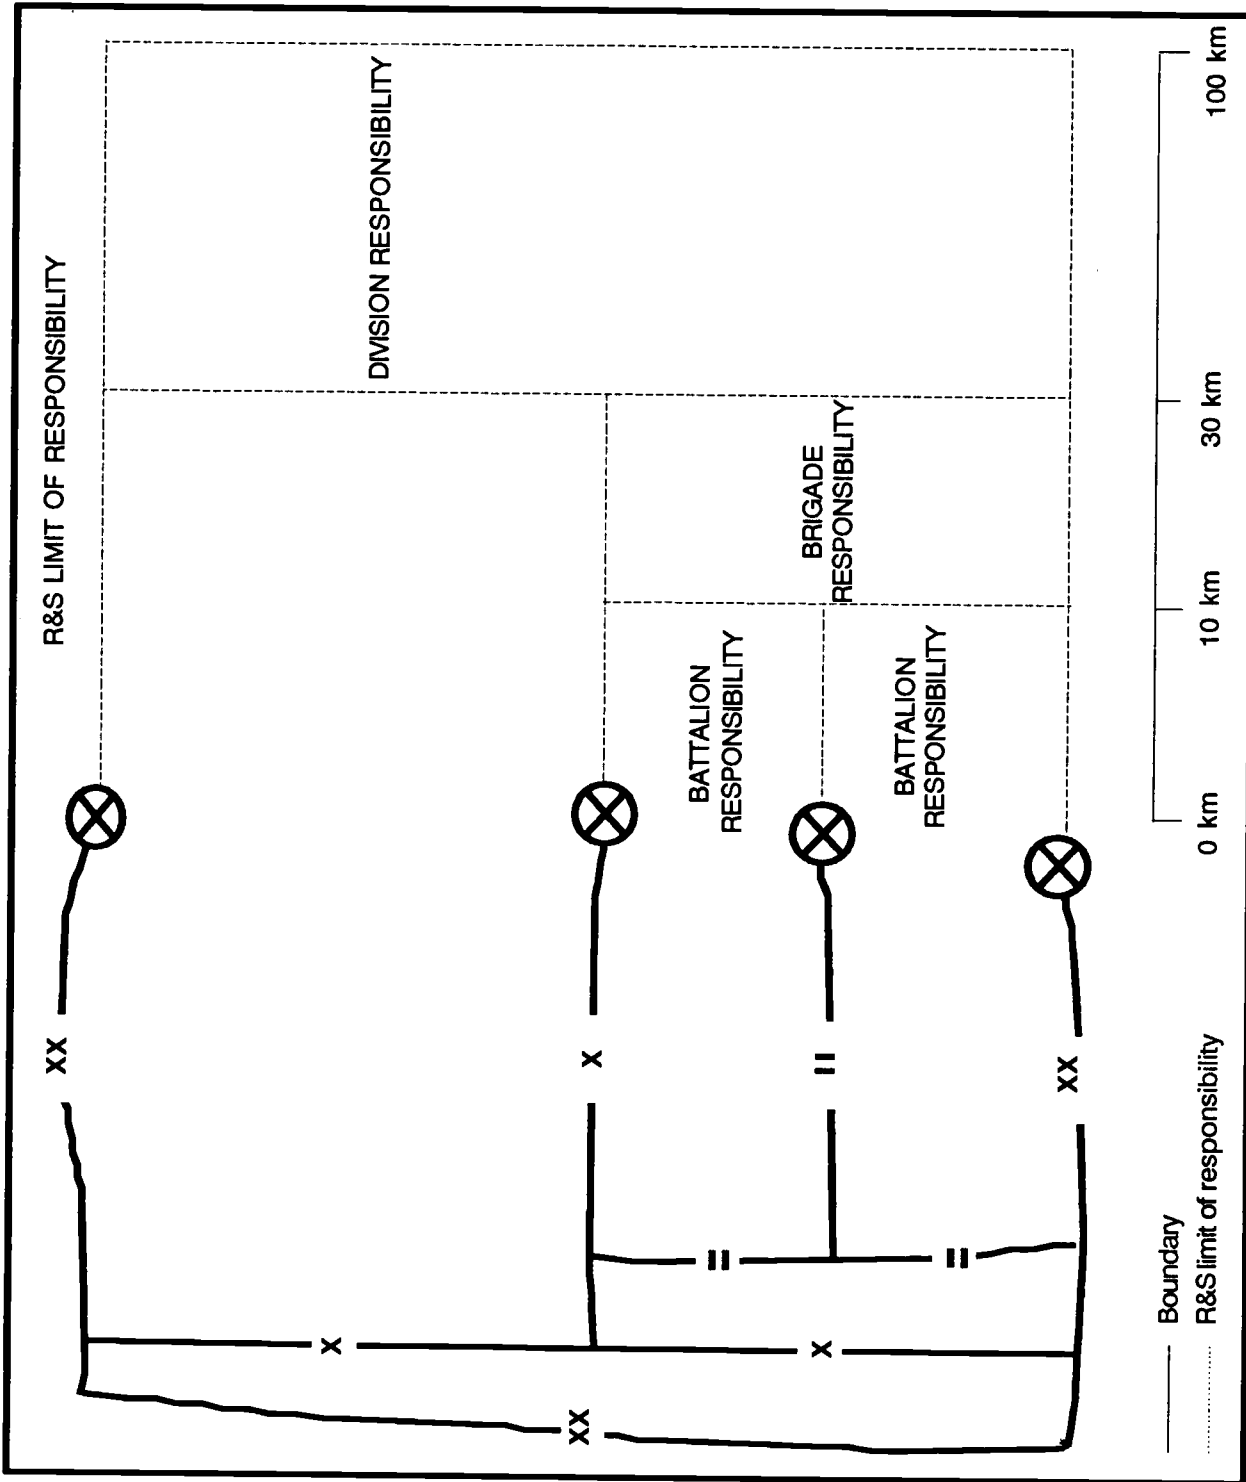 R&S LIMIT OF RESPONSIBILITY
DIVISION RESPONSIBILITY
BRIGADE
RESPONSIBILITY
BATTALION
RESPONSIBILITY
BATTALION
RESPONSIBILITY
XX
X
II
XX
II
II
X
X
XX
0 km
10 km
30 km
100 km
Boundary
R&S limit of responsibility